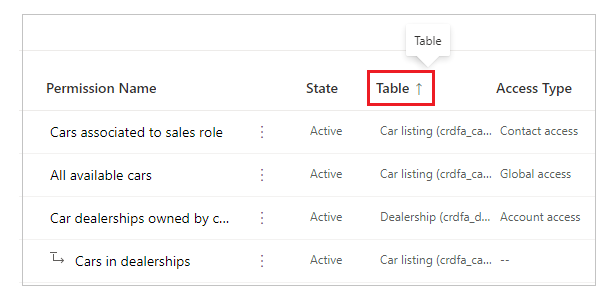 Table
Permission Name State Table ↑ Access Type
Cars associated to sales role ⋮ Active Car listing (crdfa_ca... Contact access
All available cars ⋮ Active Car listing (crdfa_ca... Global access
Car dealerships owned by c... ⋮ Active Dealership (crdfa_d... Account access
Cars in dealerships ⋮ Active Car listing (crdfa_ca... --